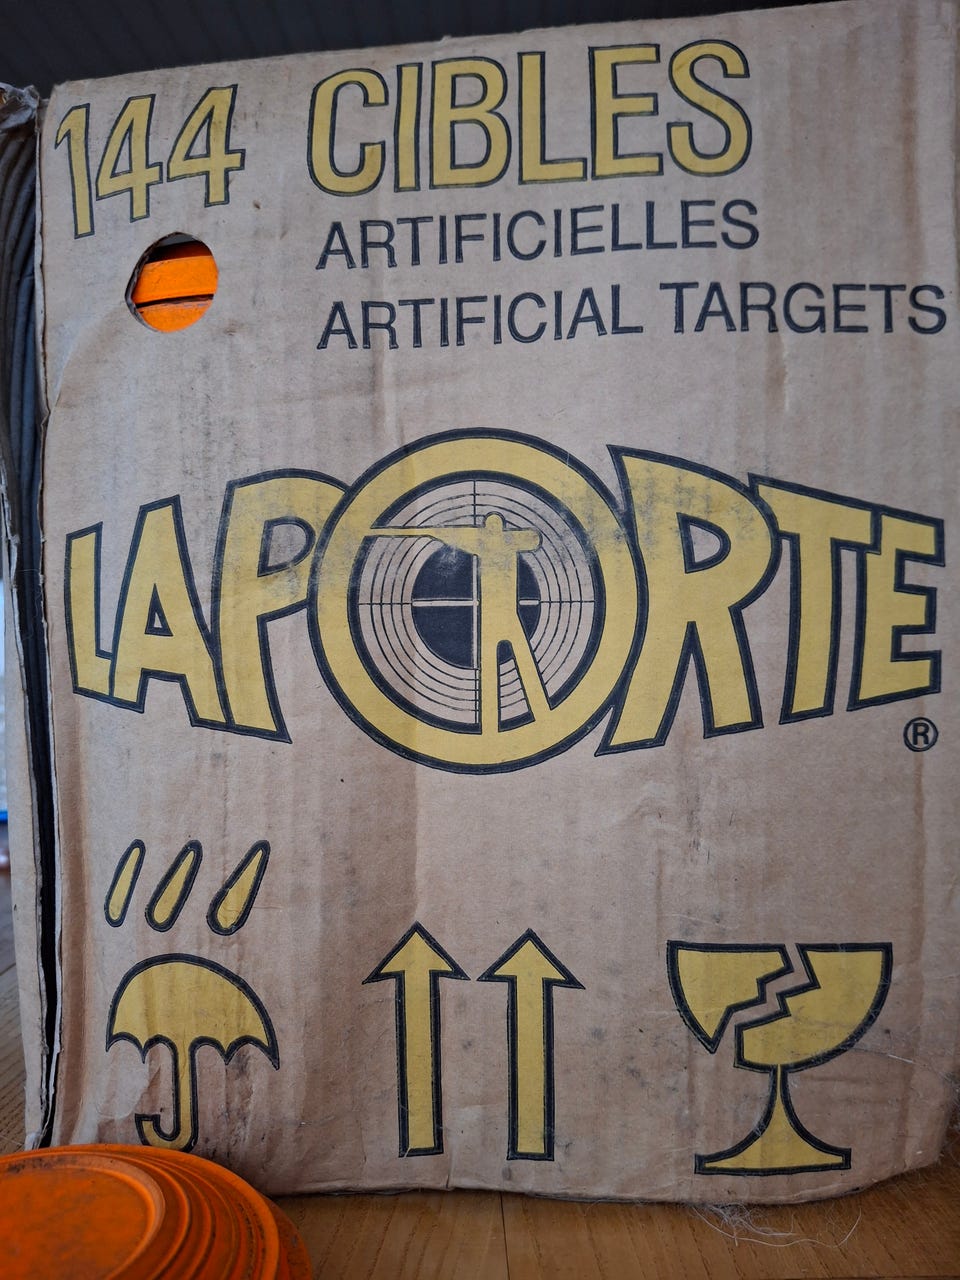 144 CIBLES
ARTIFICIELLES
ARTIFICIAL TARGETS
LAPORTE
®